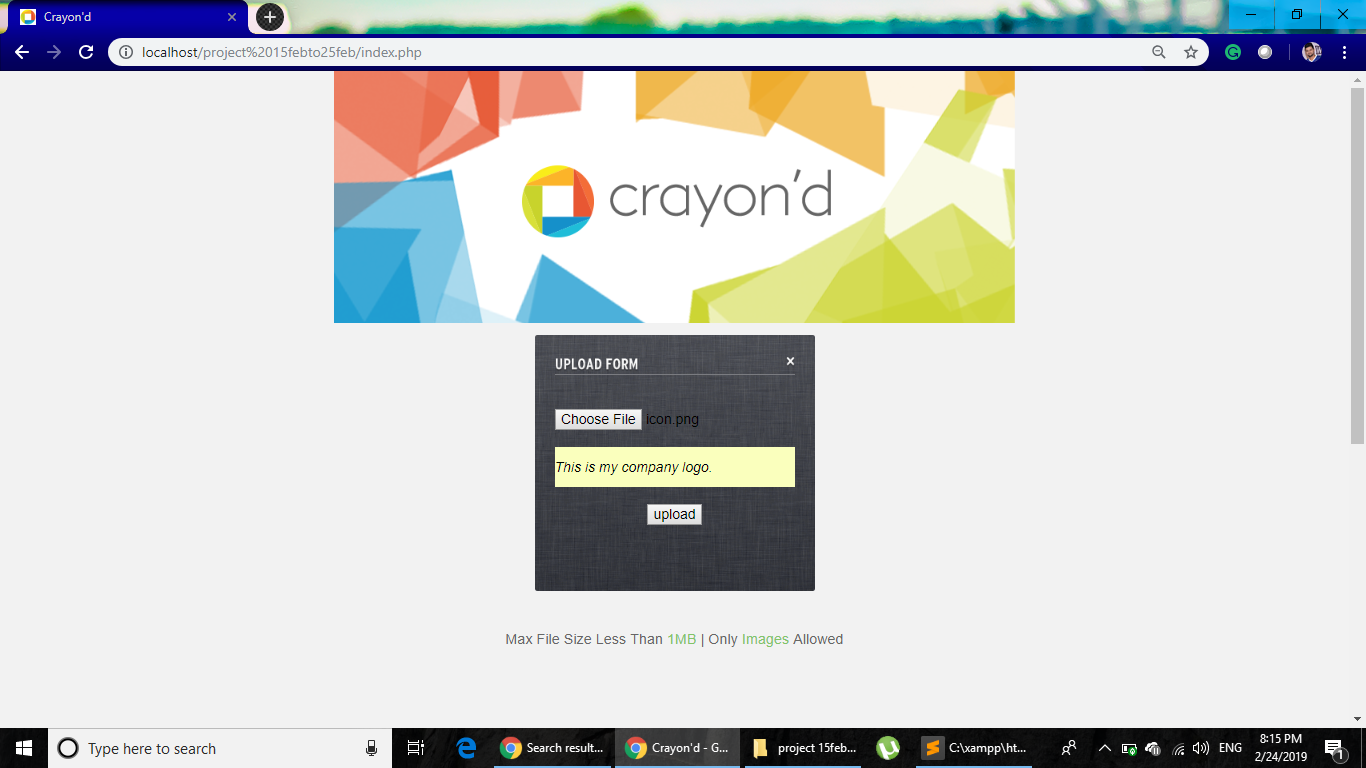 Crayon'd
localhost/project%2015febto25feb/index.php
crayon'd
UPLOAD FORM
Choose File icon.png
This is my company logo.
upload
Max File Size Less Than 1MB | Only Images Allowed
Type here to search
Search result...
Crayon'd - G...
project 15feb...
C:\xampp\ht...
ENG
8:15 PM
2/24/2019
1